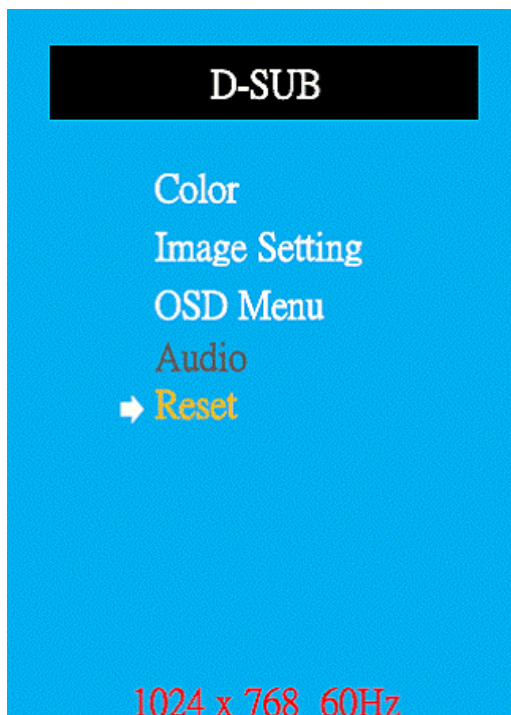 D-SUB
Color
Image Setting
OSD Menu
Audio
Reset
1024 x 768 60Hz